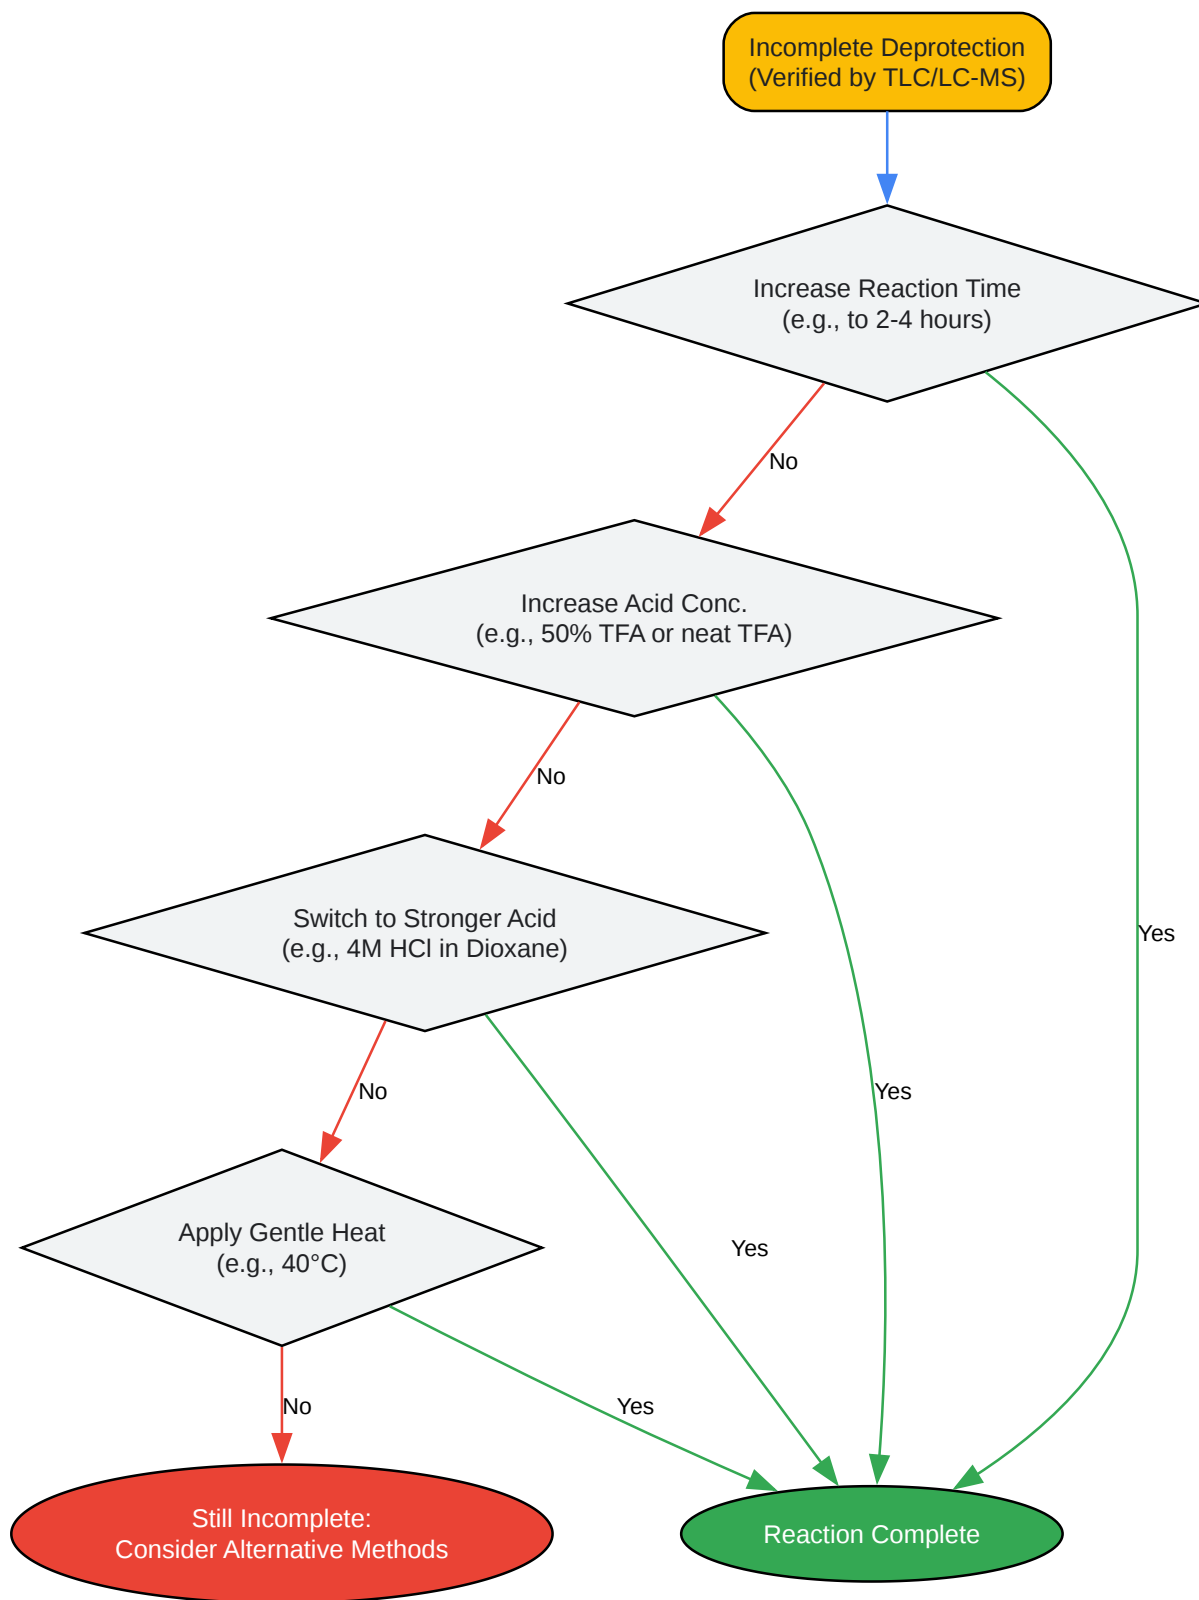 Incomplete Deprotection
(Verified by TLC/LC-MS)
Increase Reaction Time
(e.g., to 2-4 hours)
No
Increase Acid Conc.
(e.g., 50% TFA or neat TFA)
No
Switch to Stronger Acid
(e.g., 4M HCl in Dioxane)
Yes
No
Yes
Apply Gentle Heat
(e.g., 40°C)
Yes
No
Yes
Still Incomplete:
Consider Alternative Methods
Reaction Complete